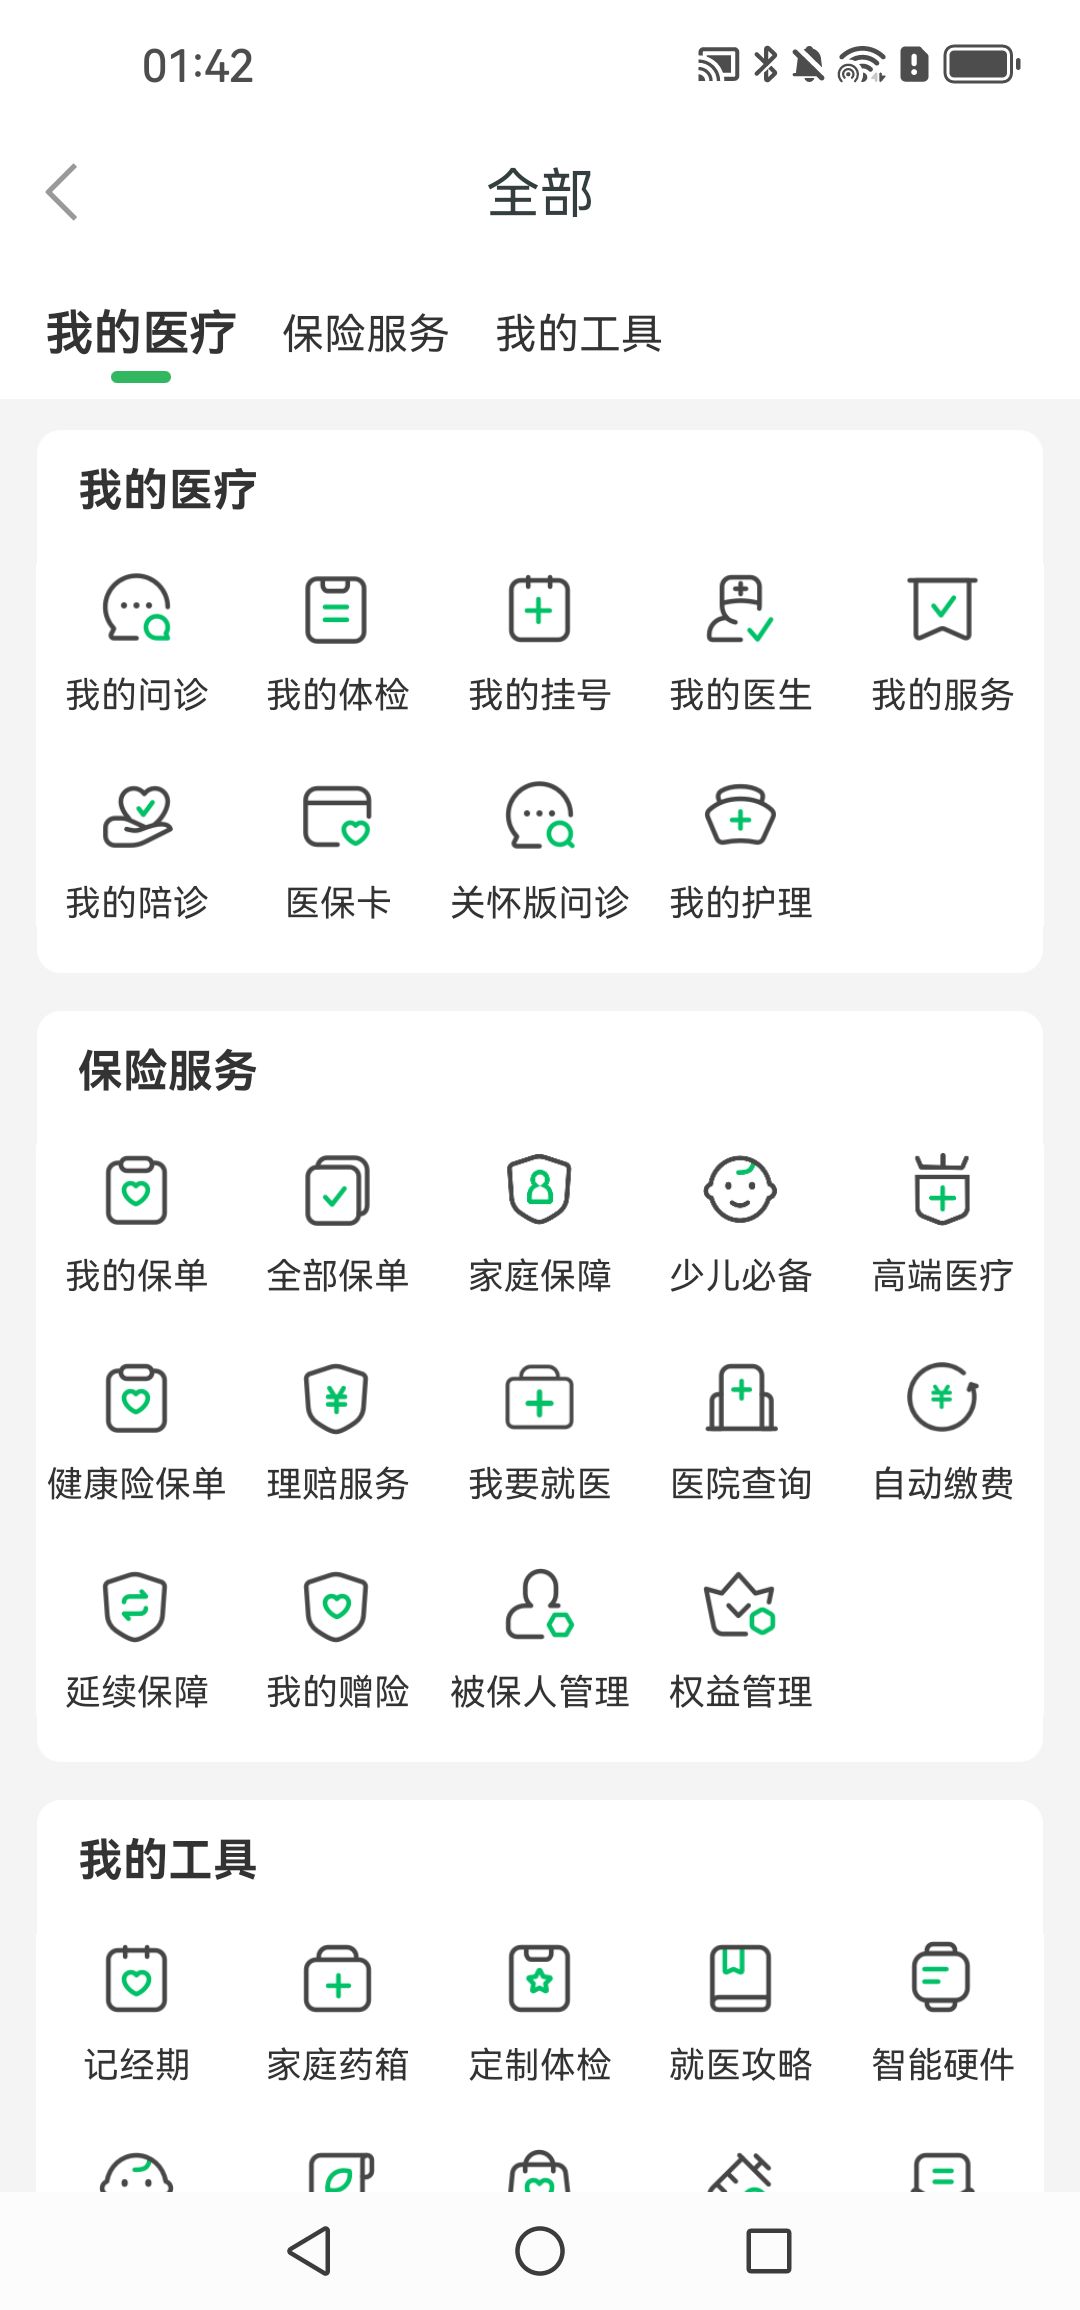 01:42
全部
我的医疗 保险服务 我的工具
我的医疗
我的问诊 我的体检 我的挂号 我的医生 我的服务
我的陪诊 医保卡 关怀版问诊 我的护理
保险服务
我的保单 全部保单 家庭保障 少儿必备 高端医疗
健康险保单 理赔服务 我要就医 医院查询 自动缴费
延续保障 我的赠险 被保人管理 权益管理
我的工具
记经期 家庭药箱 定制体检 就医攻略 智能硬件